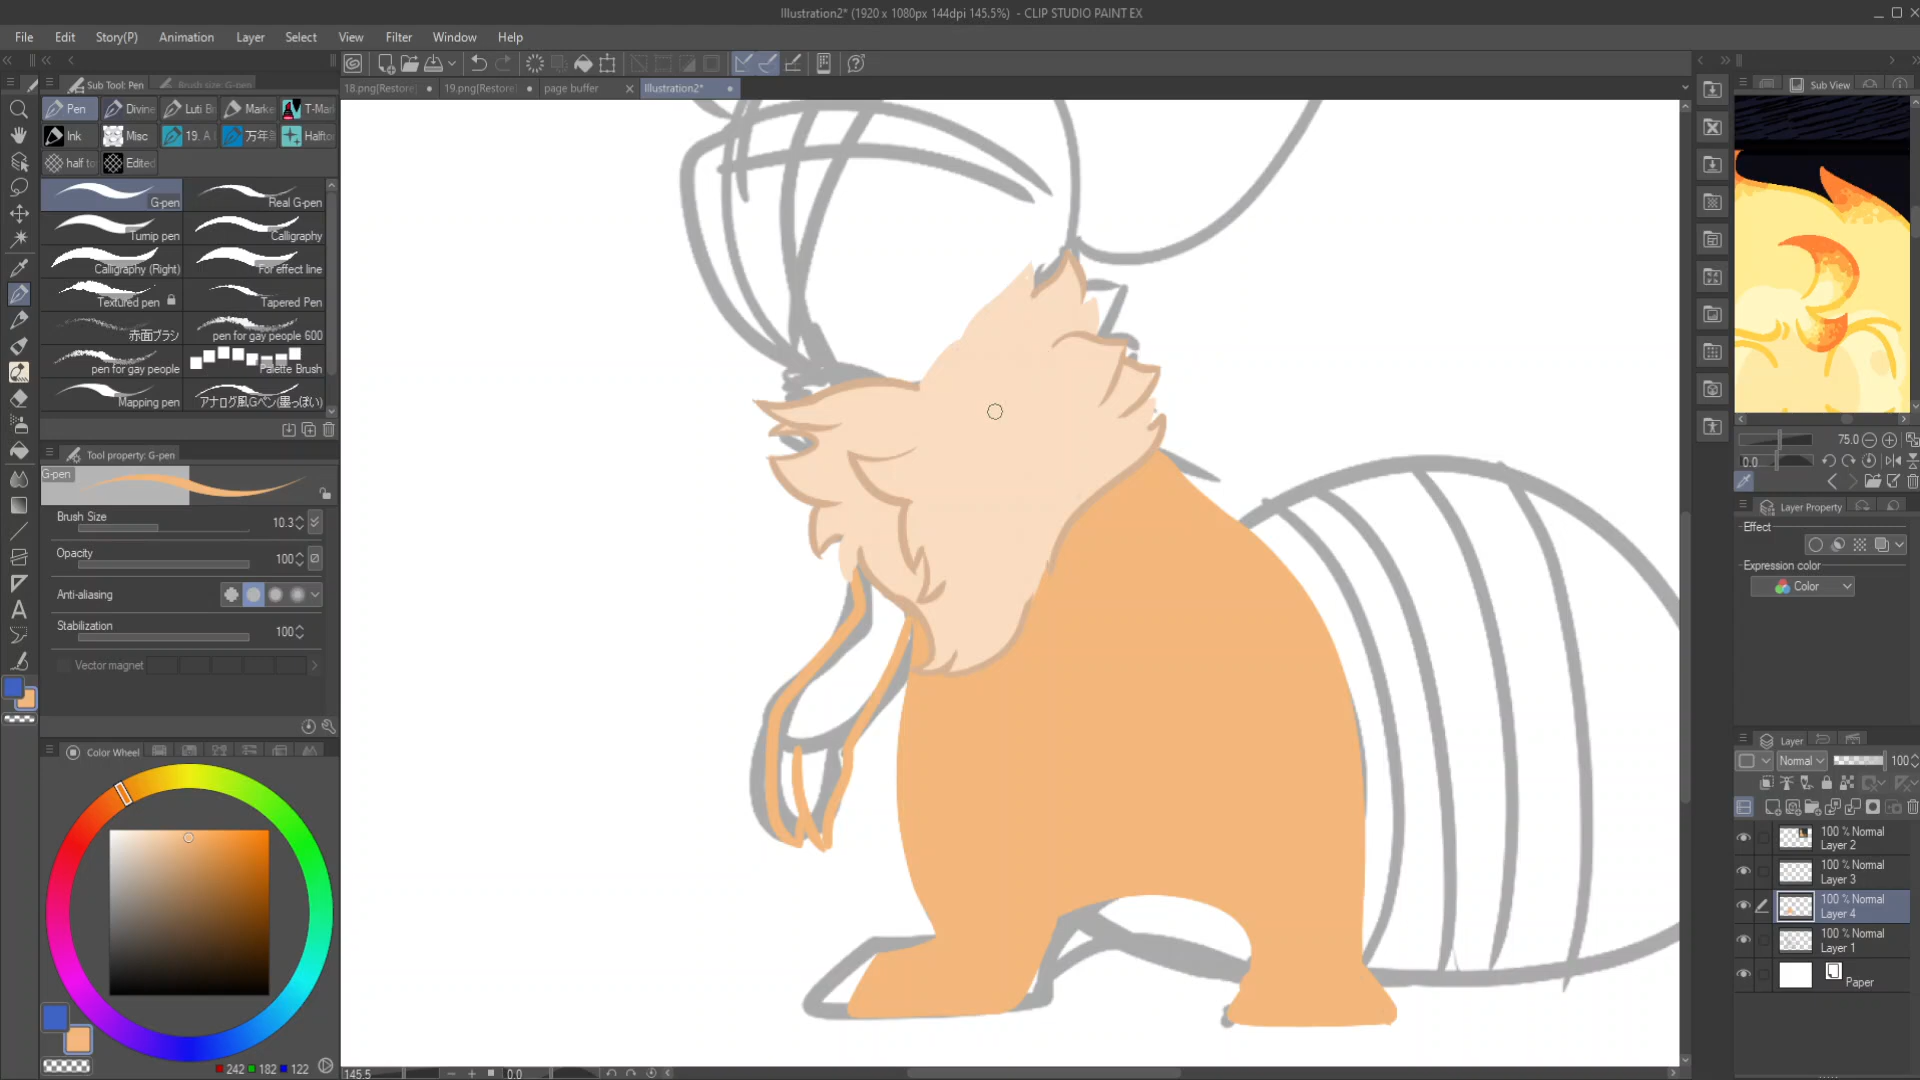 Illustration2* (1920 x 1080px 144dpi 145.5%) - CLIP STUDIO PAINT EX
File Edit Story(P) Animation Layer Select View Filter Window Help
Sub Tool: Pen Brush size: G-pen
18.png[Restore] 19.png[Restore] page buffer Illustration2*
Sub View
Pen Divine Luti B Marke T-Mar
Ink Misc 19. A 万年 Halfto
half to Edited
G-pen Real G-pen
Turnip pen Calligraphy
Calligraphy (Right) For effect line
Textured pen Tapered Pen
赤面ブラシ pen for gay people 600
pen for gay people Palette Brush
Mapping pen アナログ風Gペン(墨っぽい)
Tool property: G-pen
G-pen
Brush Size 10.3
Opacity 100
Anti-aliasing
Stabilization 100
Vector magnet
Color Wheel
242 182 122
145.5 0.0
75.0
0.0
Layer Property
Effect
Expression color
Color
Layer
Normal 100
100 % Normal
Layer 2
100 % Normal
Layer 3
100 % Normal
Layer 4
100 % Normal
Layer 1
Paper